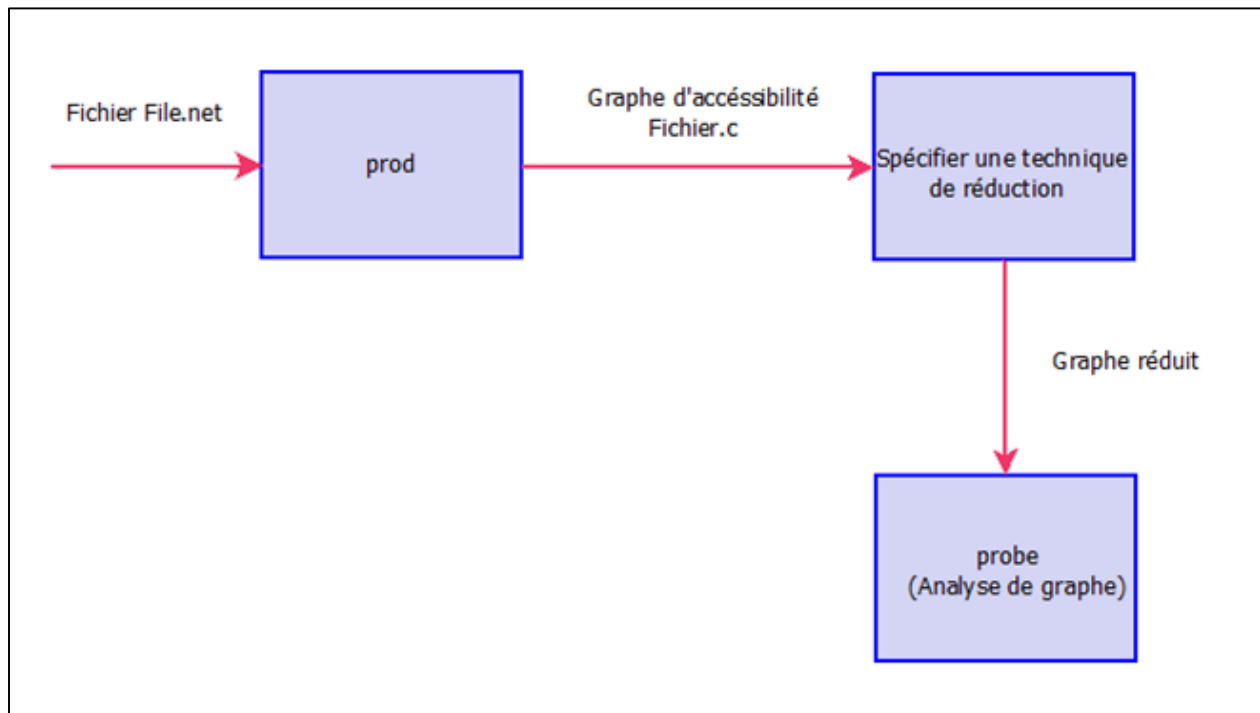 Fichier File.net
prod
Graphe d'accéssibilité
Fichier.c
Spécifier une technique
de réduction
Graphe réduit
probe
(Analyse de graphe)